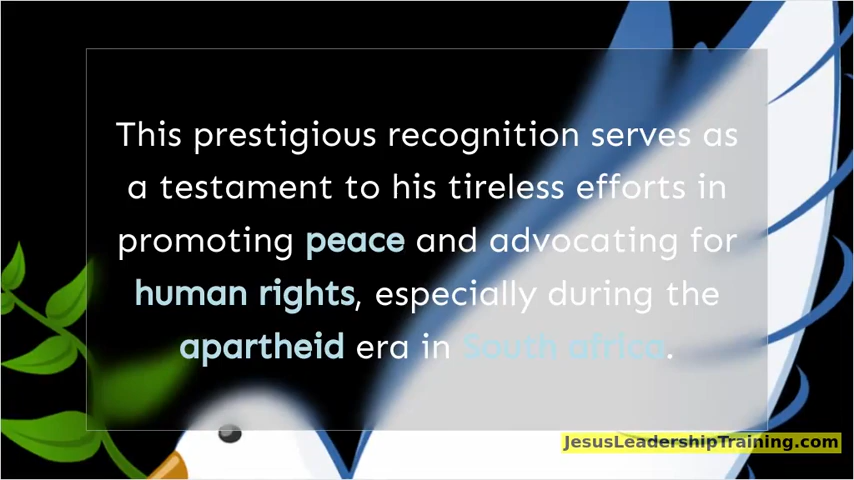 This prestigious recognition serves as
a testament to his tireless efforts in
promoting peace and advocating for
human rights, especially during the
apartheid era in South africa.
JesusLeadershipTraining.com